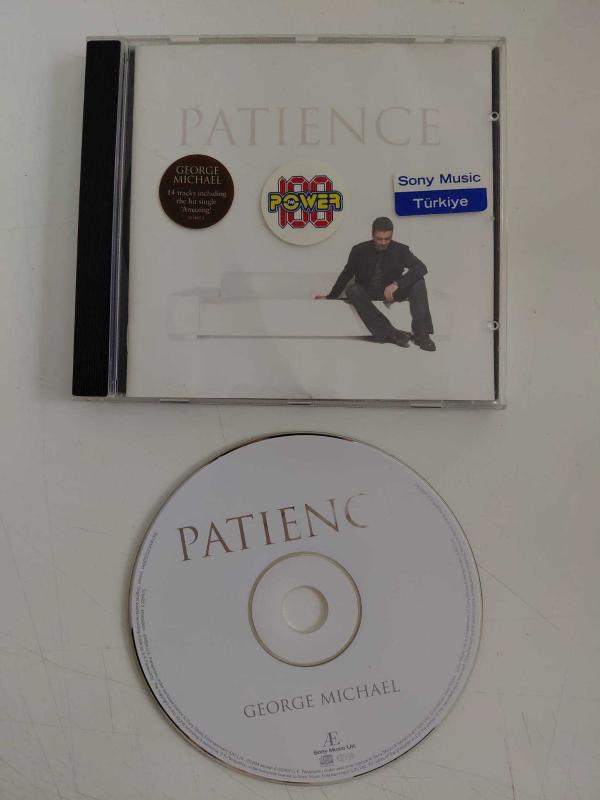 PATIENCE
GEORGE
MICHAEL
14 tracks including
the hit single
'Amazing'
POWER
100
Sony Music
Türkiye
PATIENC
GEORGE MICHAEL
Æ
Sony Music UK